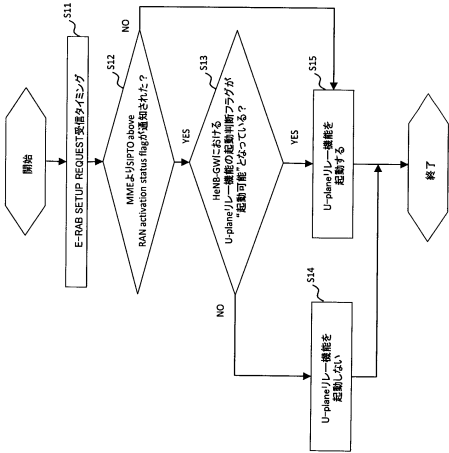 開始
S11
E-RAB SETUP REQUEST受信タイミング
S12
MMEよりSIPTO above
RAN activation status flagが通知された？
NO
YES
S13
HeNB-GWにおける
U-planeリレー機能の起動判断フラグが
“起動可能”となっている？
NO
YES
S14
U-planeリレー機能を
起動しない
S15
U-planeリレー機能を
起動する
終了